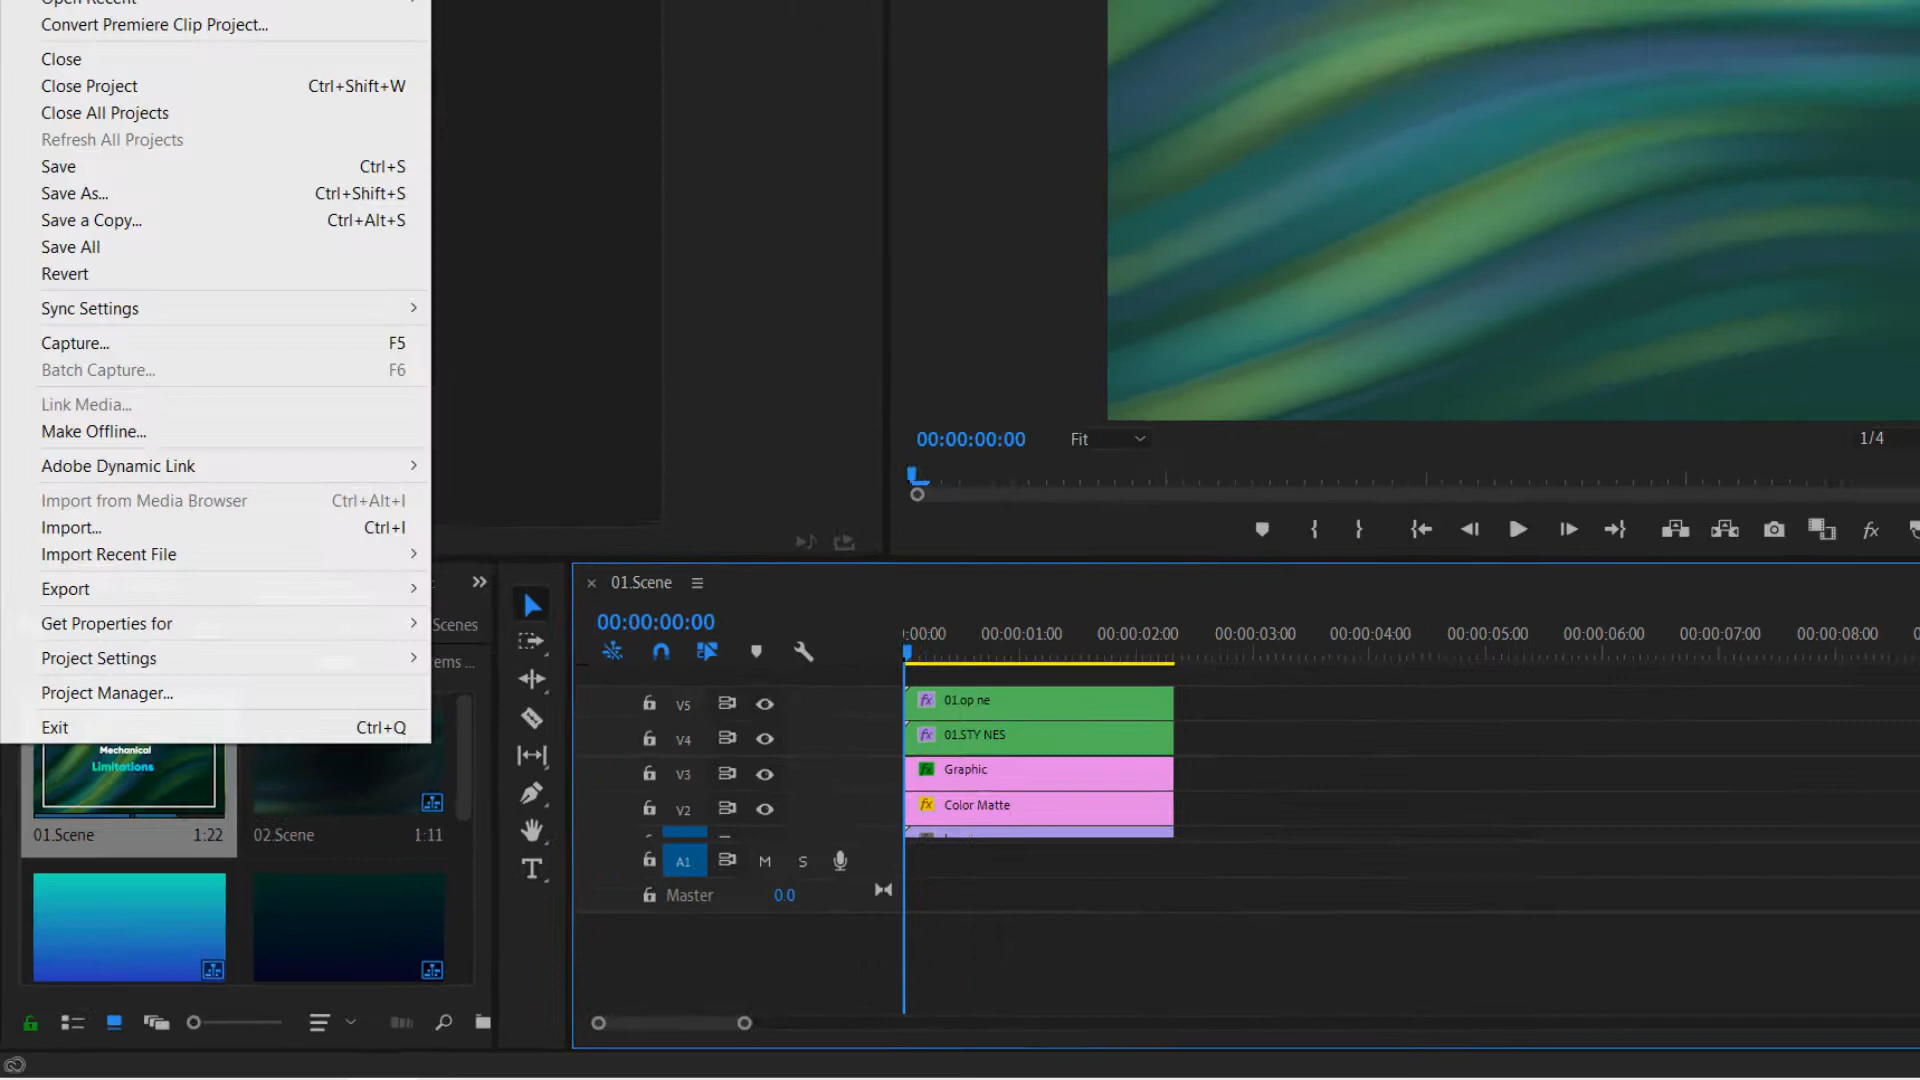 Convert Premiere Clip Project...
Close
Close Project Ctrl+Shift+W
Close All Projects
Refresh All Projects
Save Ctrl+S
Save As... Ctrl+Shift+S
Save a Copy... Ctrl+Alt+S
Save All
Revert
Sync Settings
Capture... F5
Batch Capture... F6
Link Media...
Make Offline...
Adobe Dynamic Link
Import from Media Browser Ctrl+Alt+I
Import... Ctrl+I
Import Recent File
Export
Get Properties for
Project Settings
Project Manager...
Exit Ctrl+Q
00:00:00:00 Fit 1/4
fx
Scenes
ems ...
Mechanical
Limitations
01.Scene 1:22
02.Scene 1:11
01.Scene
00:00:00:00
:00:00 00:00:01:00 00:00:02:00 00:00:03:00 00:00:04:00 00:00:05:00 00:00:06:00 00:00:07:00 00:00:08:00
V5 fx 01.op ne
V4 fx 01.STY NES
V3 fx Graphic
V2 fx Color Matte
A1 M S
Master 0.0